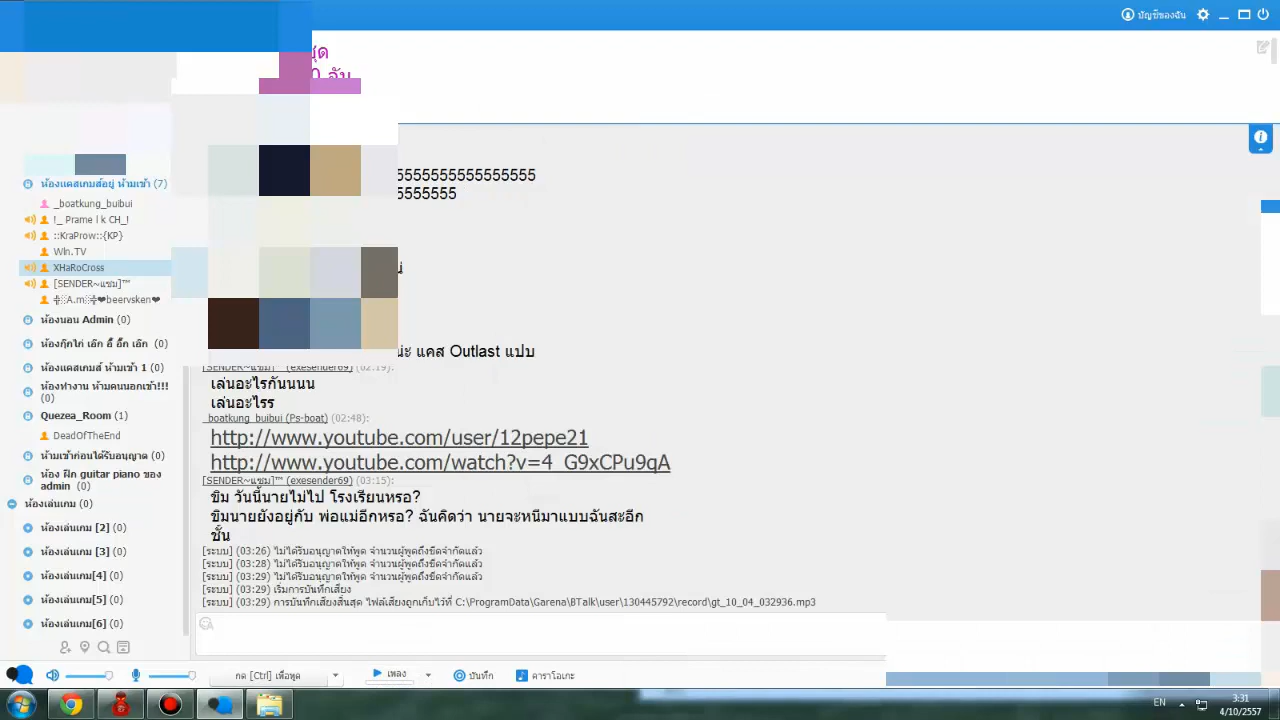 บัญชีของฉัน
ชุด
0 อัน
5555555555555555
5555555
น่
น่ะ แคส Outlast แปบ
[SENDER~แชม]™ (exesender69) (02:19):
เล่นอะไรกันนนน
เล่นอะไรร
_boatkung_buibui (Ps-boat) (02:48):
http://www.youtube.com/user/12pepe21
http://www.youtube.com/watch?v=4_G9xCPu9qA
[SENDER~แชม]™ (exesender69) (03:15):
ขิม วันนี้นายไม่ไป โรงเรียนหรอ?
ขิมนายยังอยู่กับ พ่อแม่อีกหรอ? ฉันคิดว่า นายจะหนีมาแบบฉันสะอีก
ชั้น
[ระบบ] (03:26) ไม่ได้รับอนุญาตให้พูด จำนวนผู้พูดถึงขีดจำกัดแล้ว
[ระบบ] (03:28) ไม่ได้รับอนุญาตให้พูด จำนวนผู้พูดถึงขีดจำกัดแล้ว
[ระบบ] (03:29) ไม่ได้รับอนุญาตให้พูด จำนวนผู้พูดถึงขีดจำกัดแล้ว
[ระบบ] (03:29) เริ่มการบันทึกเสียง
[ระบบ] (03:29) การบันทึกเสียงสิ้นสุด ไฟล์เสียงถูกเก็บไว้ที่ C:\ProgramData\Garena\BTalk\user\130445792\record\gt_10_04_032936.mp3
ห้องแคสเกมส์อยู่ ห้ามเข้า (7)
_boatkung_buibui
!_ Prame l k CH_!
::KraProw::{KP}
Wln.TV
XHaRoCross
[SENDER~แชม]™
A.m beervsken❤
ห้องนอน Admin (0)
ห้องกุ๊กไก่ เอ๊ก อี๊ อี๊ก เอ๊ก (0)
ห้องแคสเกมส์ ห้ามเข้า 1 (0)
ห้องทำงาน ห้ามคนนอกเข้า!!!
(0)
Quezea_Room (1)
DeadOfTheEnd
ห้ามเข้าก่อนได้รับอนุญาต (0)
ห้อง ฝึก guitar piano ของ
admin (0)
ห้องเล่นเกม (0)
ห้องเล่นเกม [2] (0)
ห้องเล่นเกม [3] (0)
ห้องเล่นเกม[4] (0)
ห้องเล่นเกม[5] (0)
ห้องเล่นเกม[6] (0)
กด [Ctrl] เพื่อพูด
เพลง
บันทึก
คาราโอเกะ
EN
3:31
4/10/2557